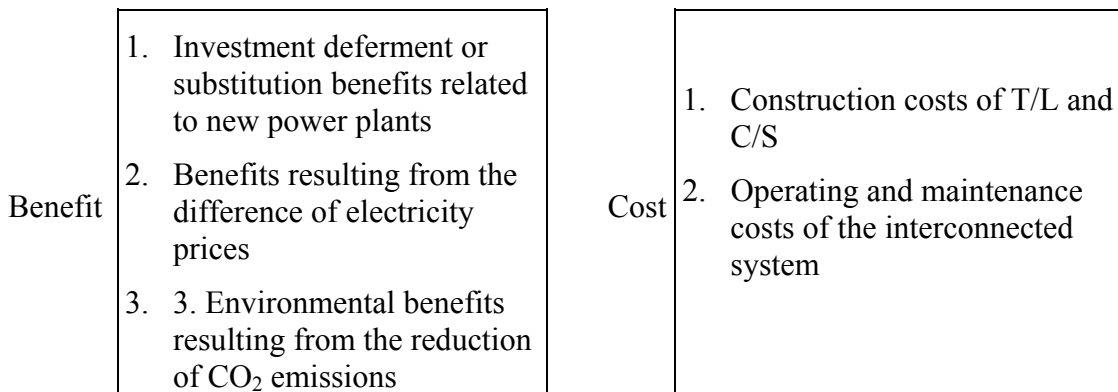 Benefit
1. Investment deferment or
substitution benefits related
to new power plants
2. Benefits resulting from the
difference of electricity
prices
3. 3. Environmental benefits
resulting from the reduction
of CO₂ emissions
Cost
1. Construction costs of T/L and
C/S
2. Operating and maintenance
costs of the interconnected
system